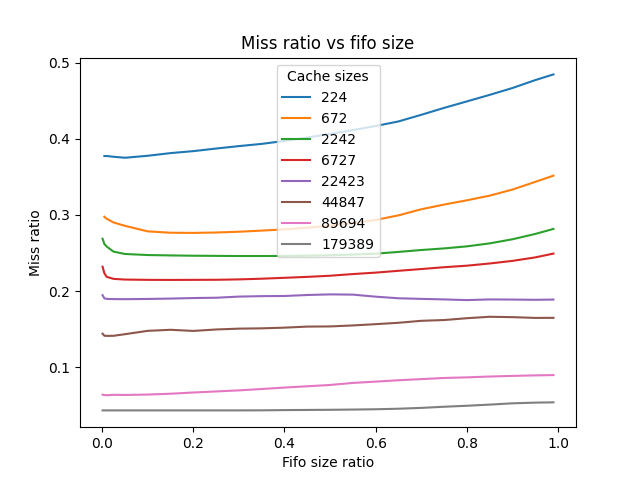 Miss ratio vs fifo size
Cache sizes
224
672
2242
6727
22423
44847
89694
179389
0.5
0.4
0.3
0.2
0.1
Miss ratio
0.0 0.2 0.4 0.6 0.8 1.0
Fifo size ratio